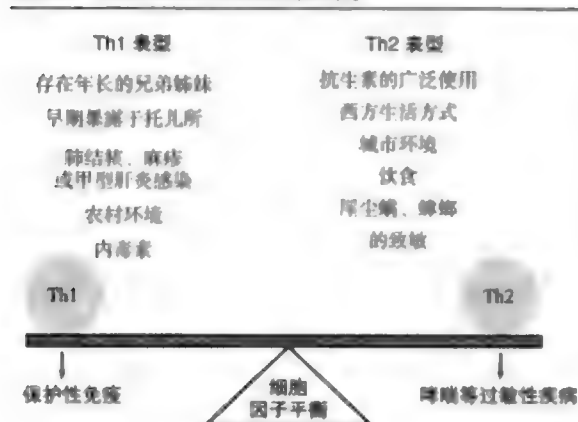 Th1 表型
存在年长的兄弟姊妹
早期暴露于托儿所
肺结核、麻疹
或甲型肝炎感染
农村环境
内毒素
Th2 表型
抗生素的广泛使用
西方生活方式
城市环境
饮食
屋尘螨、蟑螂
的致敏
Th1
Th2
保护性免疫
细胞
因子平衡
哮喘等过敏性疾病